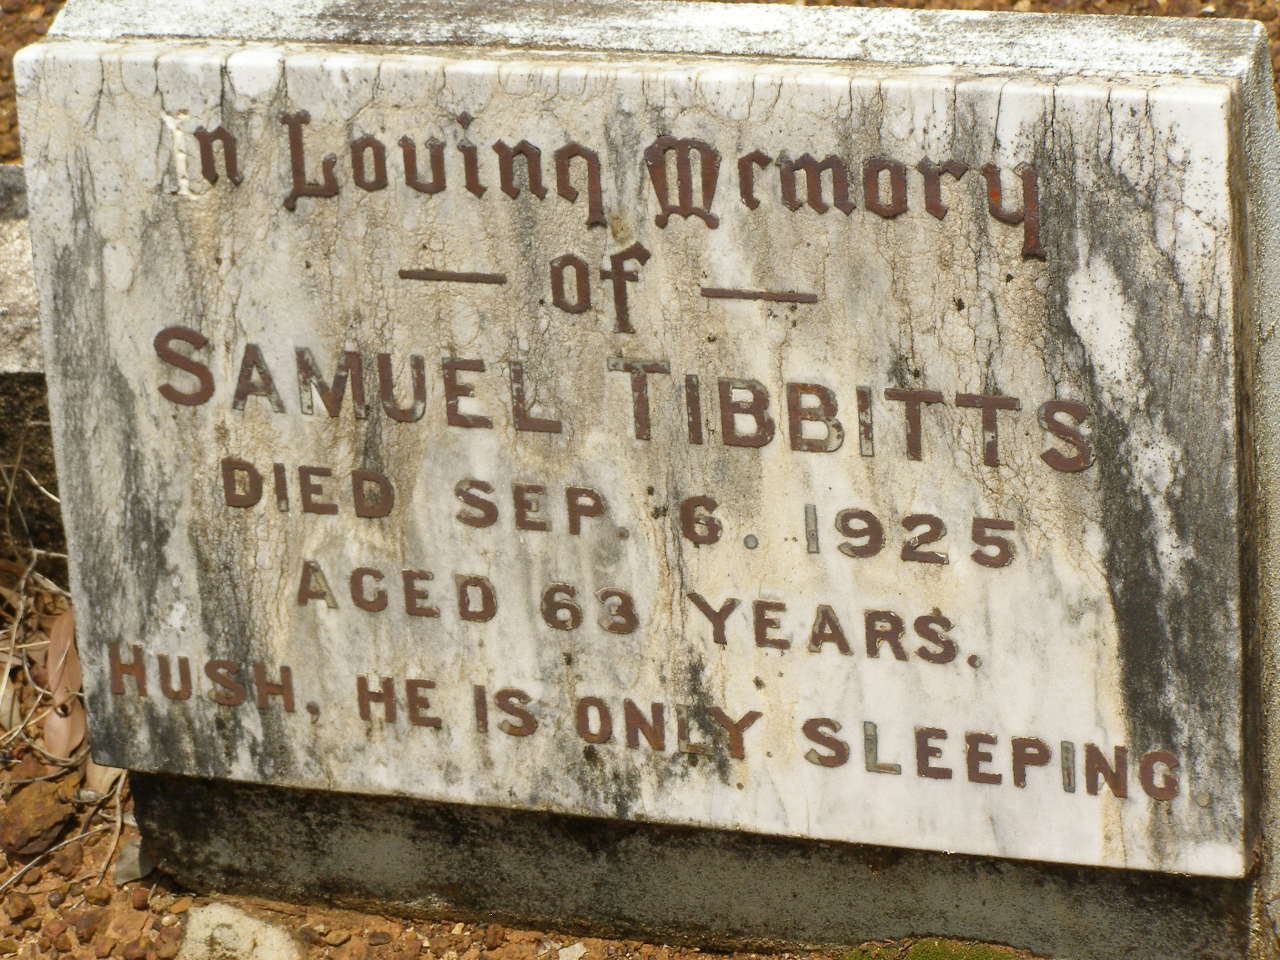 In Loving Memory
— of —
SAMUEL TIBBITTS
DIED SEP. 6. 1925
AGED 63 YEARS.
HUSH, HE IS ONLY SLEEPING